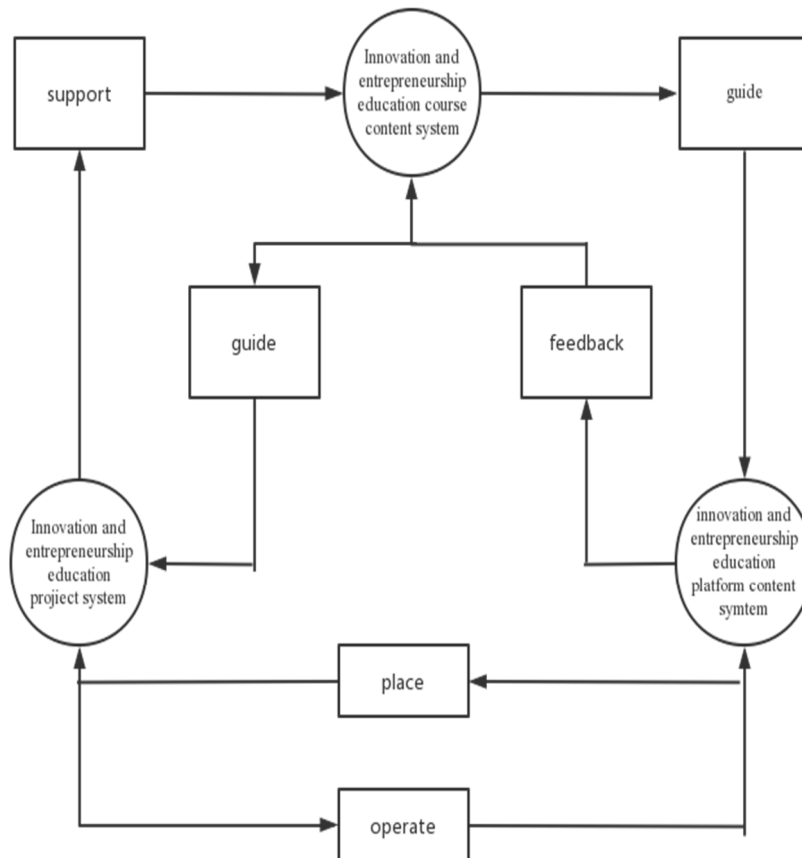 support
Innovation and
entrepreneurship
education course
content system
guide
guide
feedback
Innovation and
entrepreneurship
education
projiect system
innovation and
entrepreneurship
education
platform content
symtem
place
operate